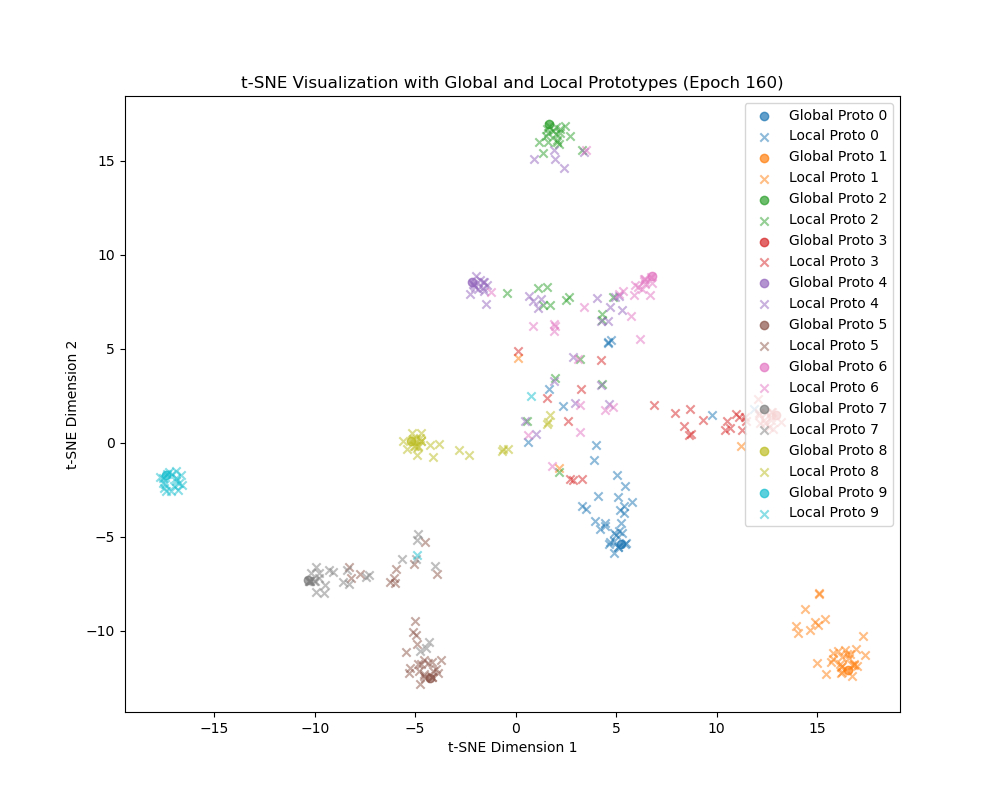 t-SNE Visualization with Global and Local Prototypes (Epoch 160)
Global Proto 0
Local Proto 0
Global Proto 1
Local Proto 1
Global Proto 2
Local Proto 2
Global Proto 3
Local Proto 3
Global Proto 4
Local Proto 4
Global Proto 5
Local Proto 5
Global Proto 6
Local Proto 6
Global Proto 7
Local Proto 7
Global Proto 8
Local Proto 8
Global Proto 9
Local Proto 9
t-SNE Dimension 2
15
10
5
0
−5
−10
−15 −10 −5 0 5 10 15
t-SNE Dimension 1